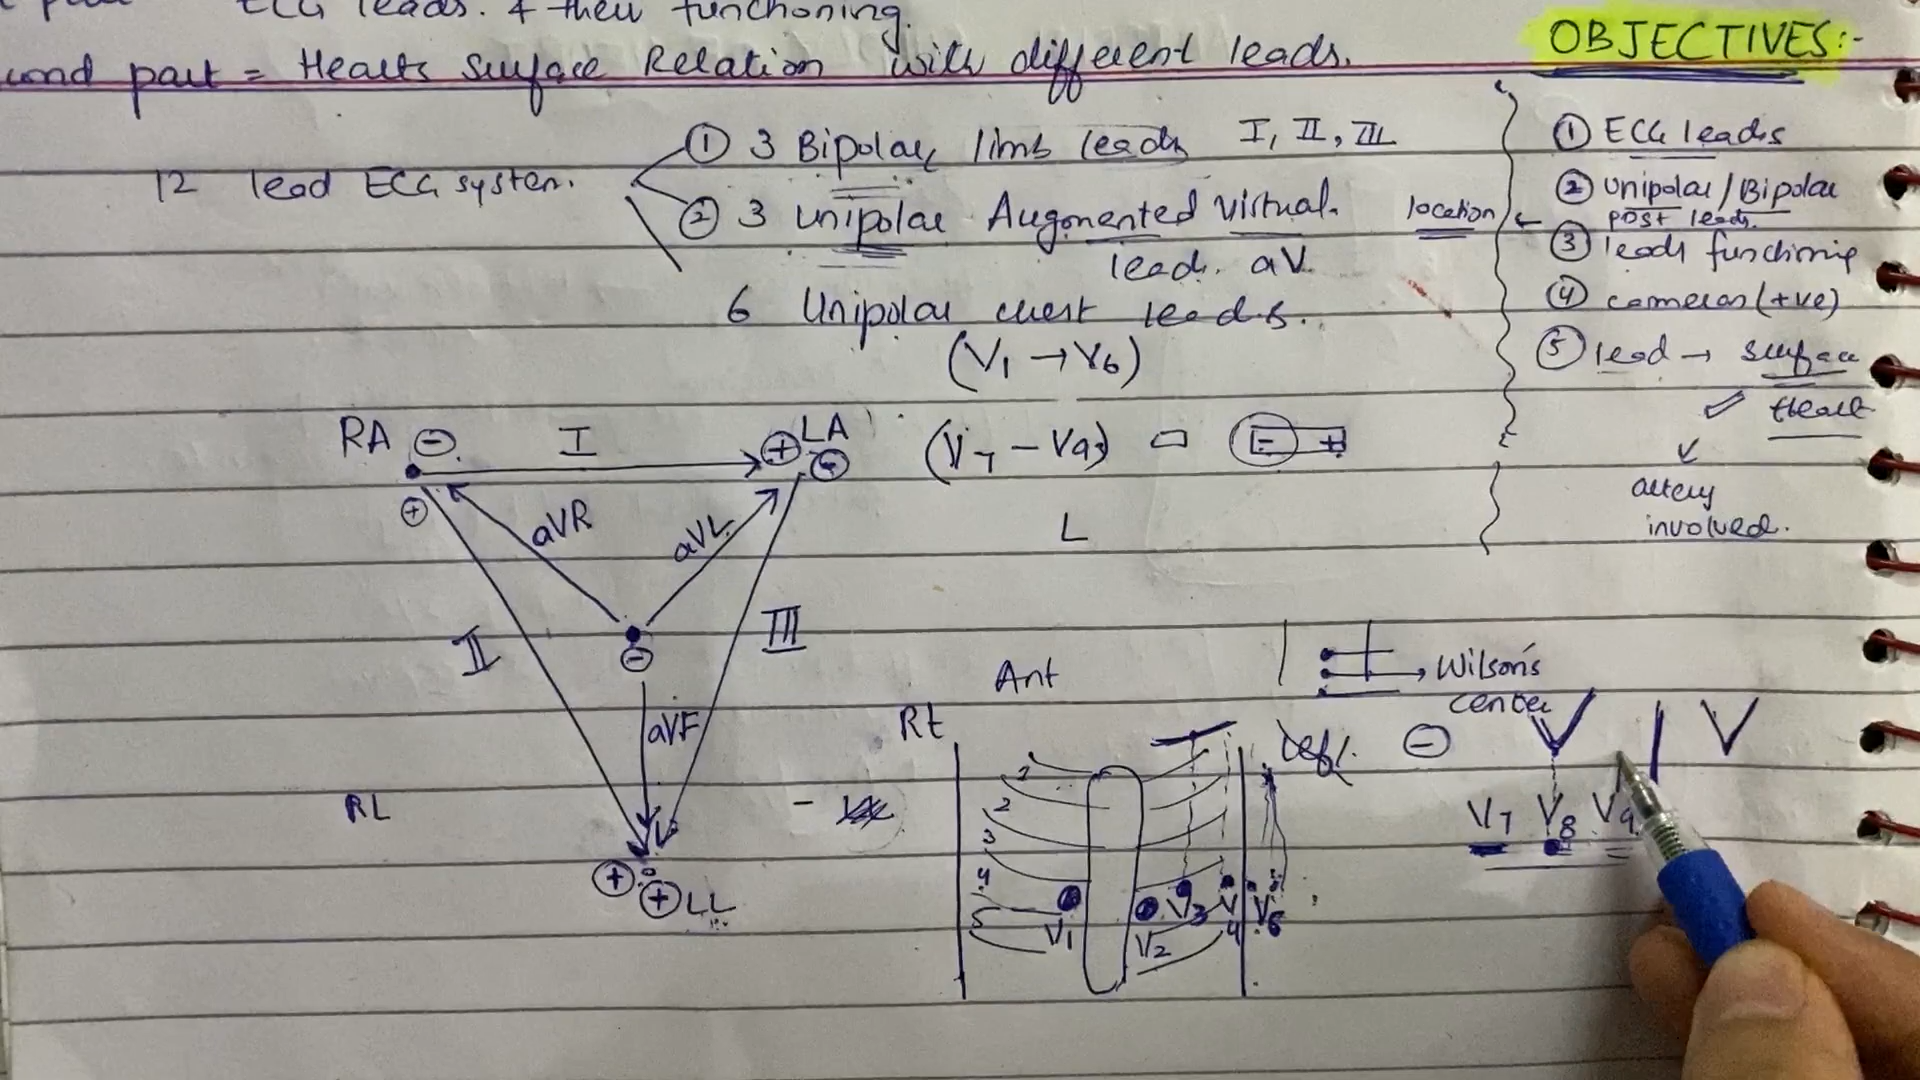 ECG leads. & their functioning.
part = Hearts Surface Relation with different leads.
OBJECTIVES:-
12 lead ECG system.
① 3 Bipolar limb leads I, II, III
② 3 unipolar Augmented virtual.
lead. aV.
6 Unipolar chest leads.
(V1 → V6)
(V7 - V9)
- +
L
location
① ECG leads
② Unipolar/Bipolar
post leads.
③ leads functioning
④ cameras (+ve)
⑤ lead → surface
Heart
artery
involved.
RA - I + LA
-
+
aVR aVL
II III
-
aVF
RL
+ + LL
Ant
Rt
Left
1
2
3
4
5
V1 V2 V3 V4 V6
Wilson's
center
-
V V
V7 V8 V9